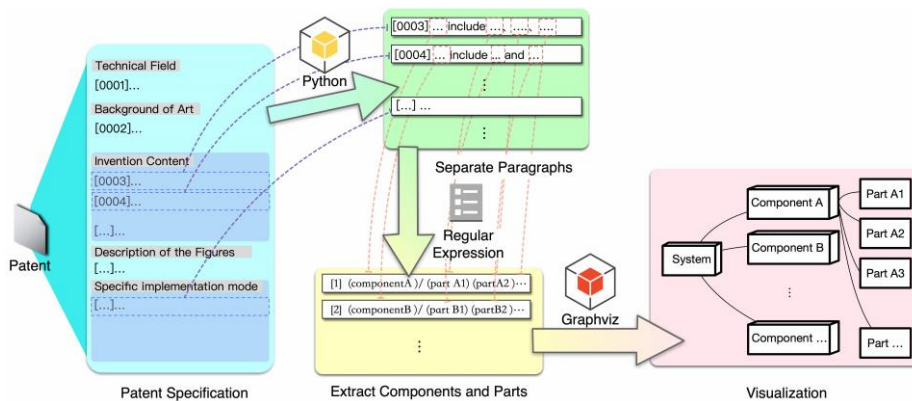 Patent
Technical Field
[0001]...
Background of Art
[0002]...
Invention Content
[0003]...
[0004]...
[...]...
Description of the Figures
[...]...
Specific implementation mode
[...]...
Patent Specification
Python
[0003] ... include ...., ....., ....
[0004] ... include ... and ...
⋮
[...] ...
⋮
Separate Paragraphs
Regular
Expression
[1] (componentA)/ (part A1) (partA2)···
[2] (componentB)/ (part B1) (partB2)···
⋮
Extract Components and Parts
Graphviz
System
Component A
Component B
⋮
Component ...
Part A1
Part A2
Part A3
Part ...
Visualization